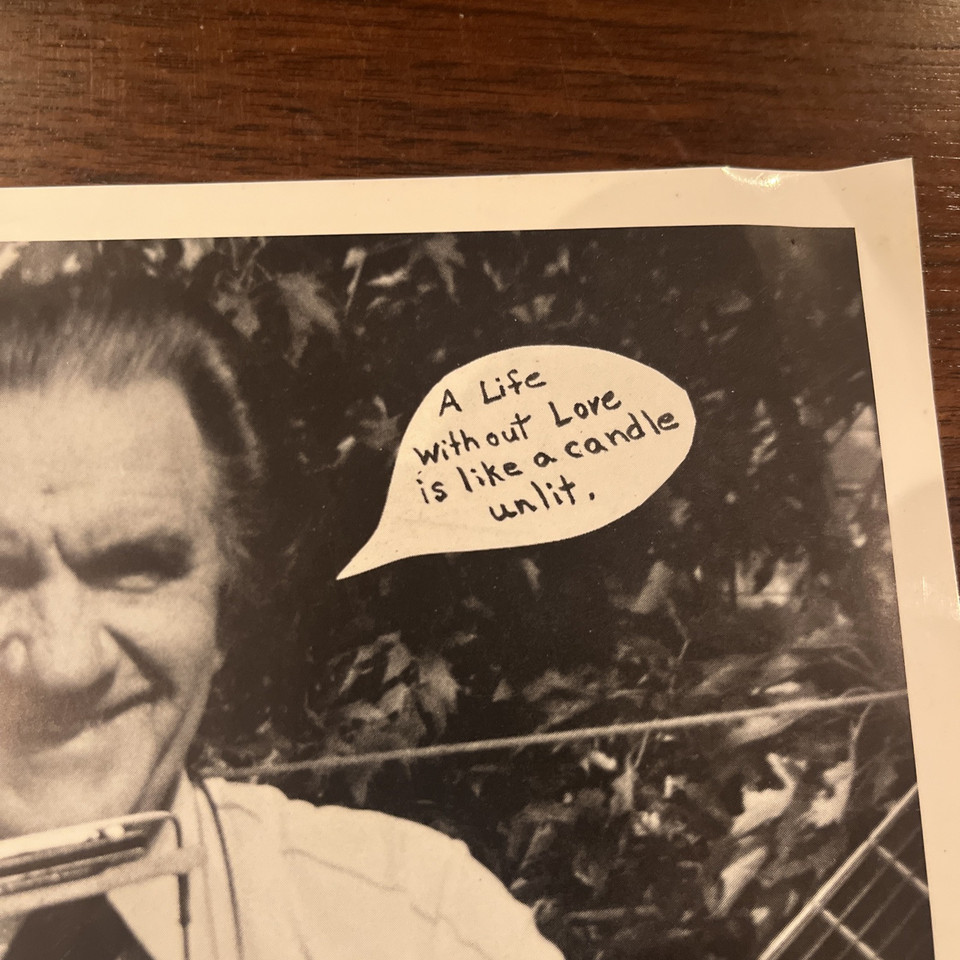 A Life
without Love
is like a candle
unlit.